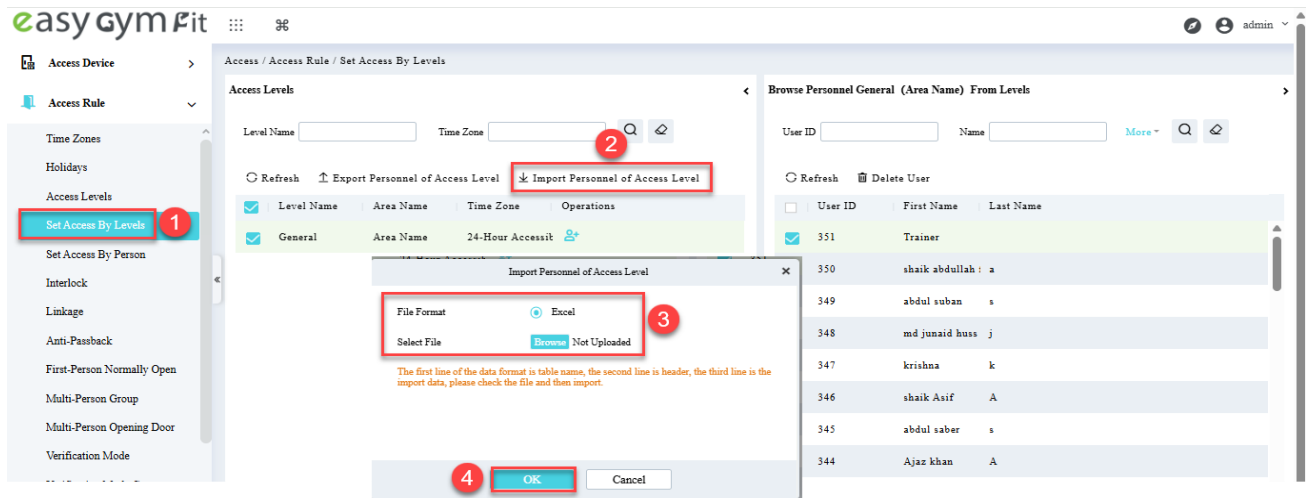 easy Gym Fit
admin
Access Device
Access Rule
Time Zones
Holidays
Access Levels
Set Access By Levels
1
Set Access By Person
Interlock
Linkage
Anti-Passback
First-Person Normally Open
Multi-Person Group
Multi-Person Opening Door
Verification Mode
Access / Access Rule / Set Access By Levels
Access Levels
Level Name Time Zone
2
Refresh Export Personnel of Access Level Import Personnel of Access Level
Level Name Area Name Time Zone Operations
General Area Name 24-Hour Accessib
Import Personnel of Access Level
File Format Excel
3
Select File Browse Not Uploaded
The first line of the data format is table name, the second line is header, the third line is the
import data, please check the file and then import.
4
OK Cancel
Browse Personnel General (Area Name) From Levels
User ID Name More
Refresh Delete User
User ID First Name Last Name
351 Trainer
350 shaik abdullah : a
349 abdul suban s
348 md junaid huss j
347 krishna k
346 shaik Asif A
345 abdul saber s
344 Ajaz khan A